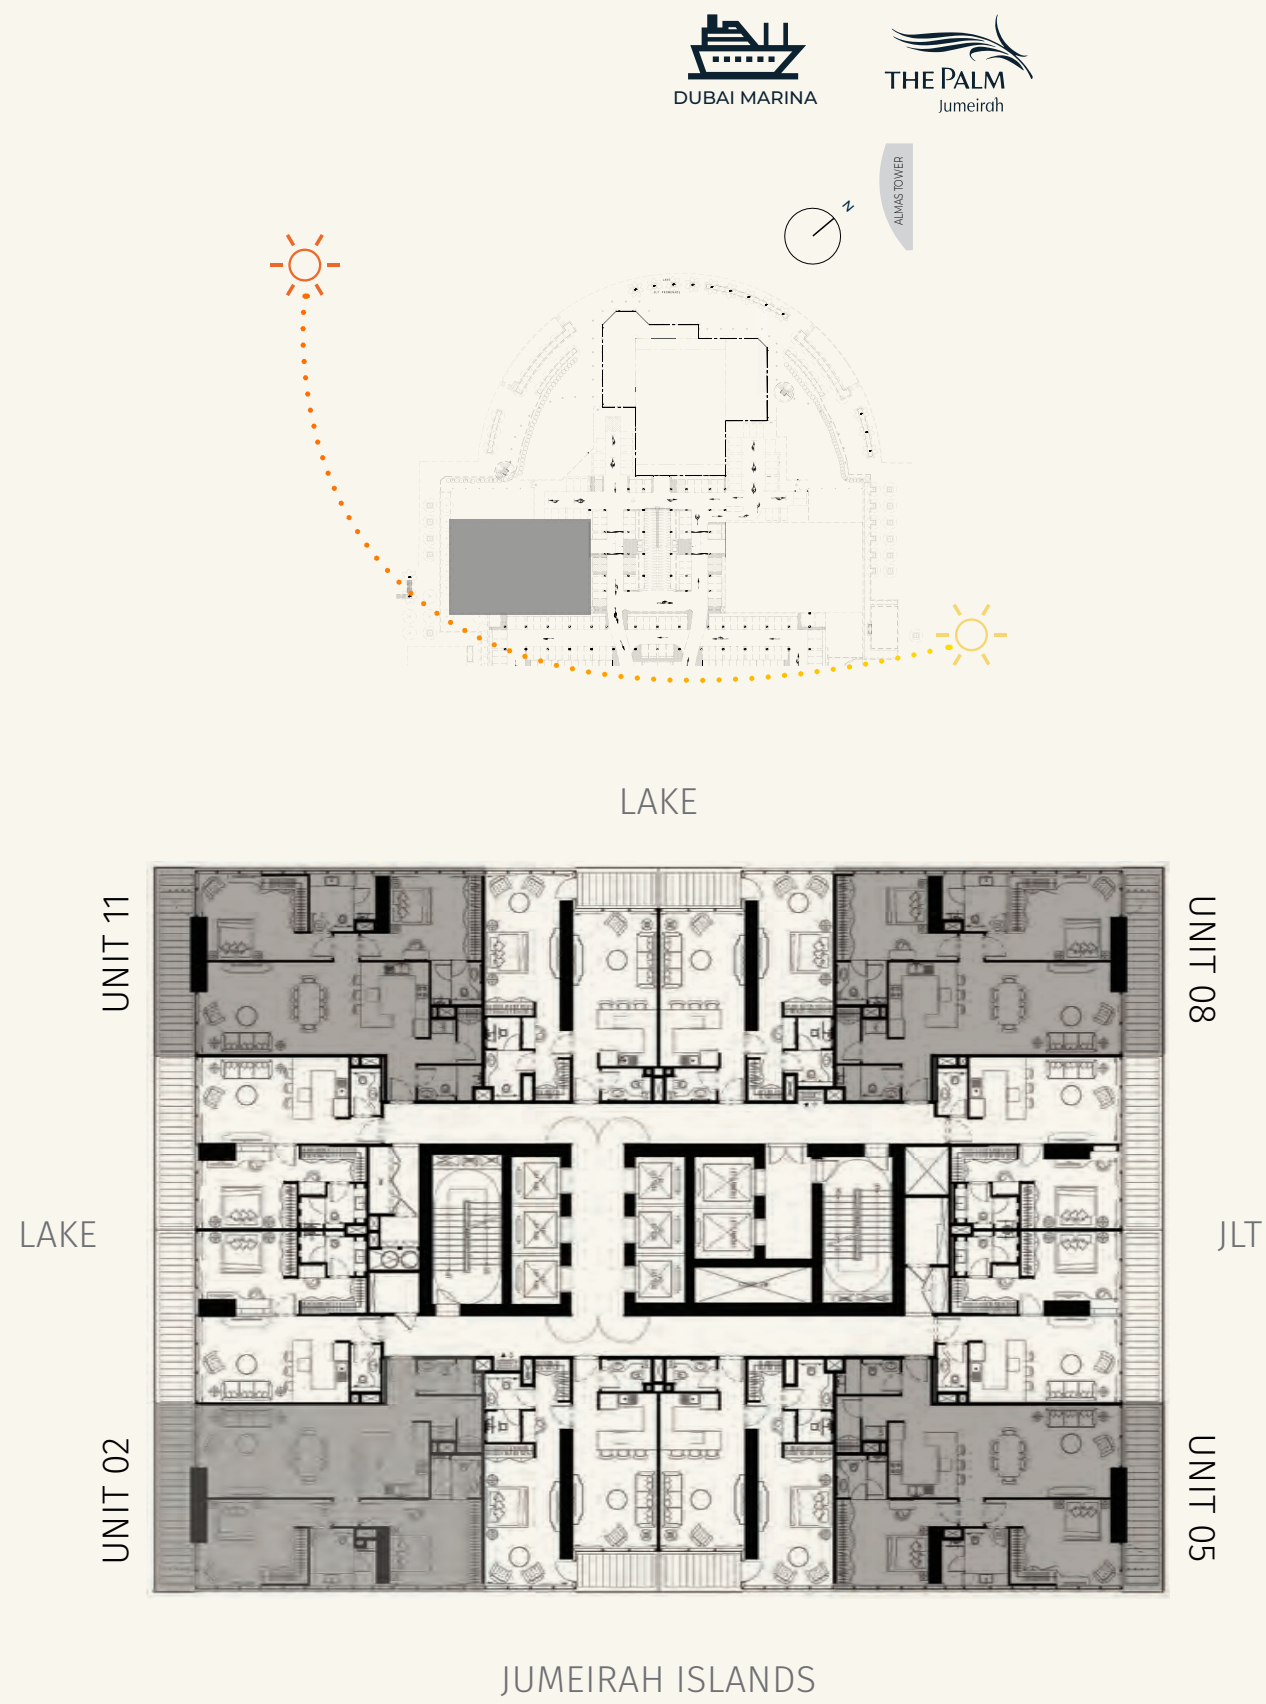 DUBAI MARINA
THE PALM
Jumeirah
ALMAS TOWER
N
LAKE
UNIT 11
UNIT 08
LAKE
JLT
UNIT 02
UNIT 05
JUMEIRAH ISLANDS